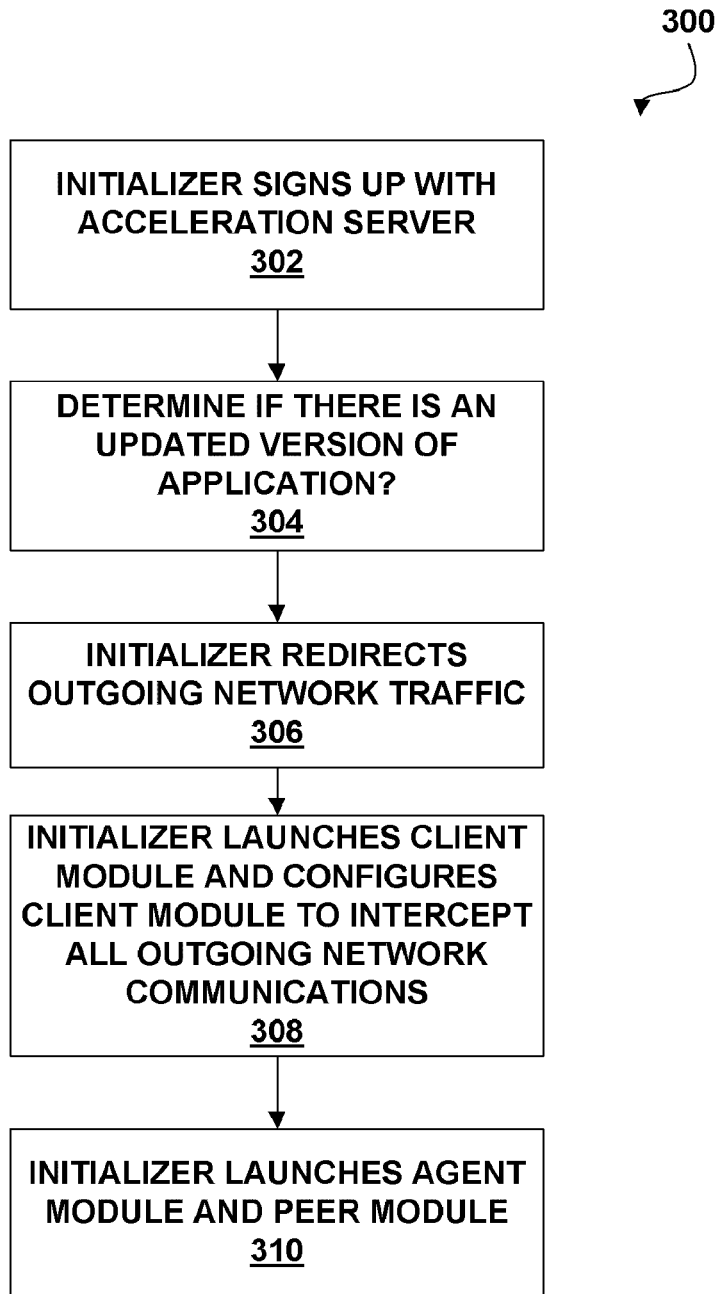 300
INITIALIZER SIGNS UP WITH
ACCELERATION SERVER
302
DETERMINE IF THERE IS AN
UPDATED VERSION OF
APPLICATION?
304
INITIALIZER REDIRECTS
OUTGOING NETWORK TRAFFIC
306
INITIALIZER LAUNCHES CLIENT
MODULE AND CONFIGURES
CLIENT MODULE TO INTERCEPT
ALL OUTGOING NETWORK
COMMUNICATIONS
308
INITIALIZER LAUNCHES AGENT
MODULE AND PEER MODULE
310